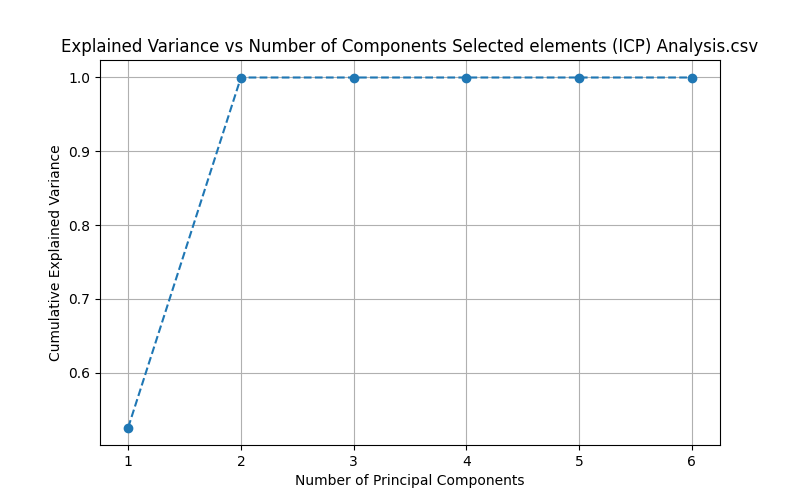 Explained Variance vs Number of Components Selected elements (ICP) Analysis.csv
1.0
0.9
0.8
0.7
0.6
Cumulative Explained Variance
1 2 3 4 5 6
Number of Principal Components